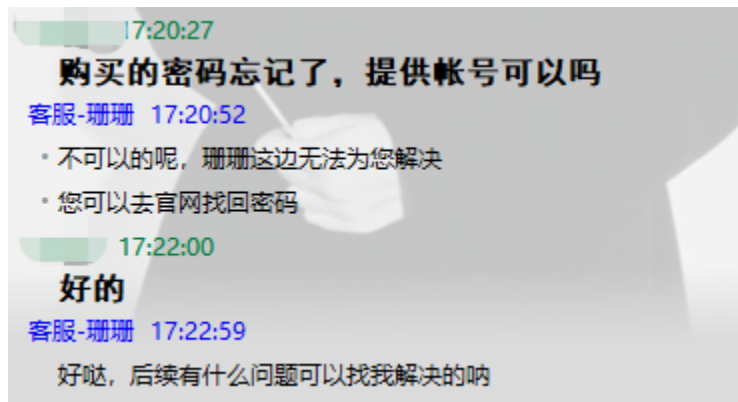 17:20:27
购买的密码忘记了，提供帐号可以吗
客服-珊珊 17:20:52
• 不可以的呢，珊珊这边无法为您解决
• 您可以去官网找回密码
17:22:00
好的
客服-珊珊 17:22:59
好哒，后续有什么问题可以找我解决的呐